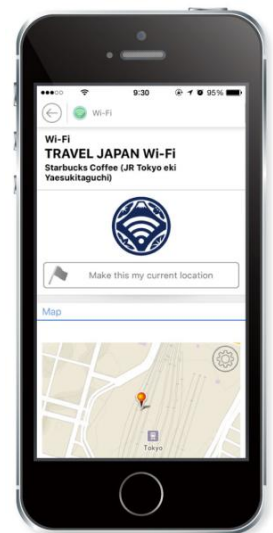 9:30
95%
Wi-Fi
Wi-Fi
TRAVEL JAPAN Wi-Fi
Starbucks Coffee (JR Tokyo eki
Yaesukitaguchi)
Make this my current location
Map
Tokyo